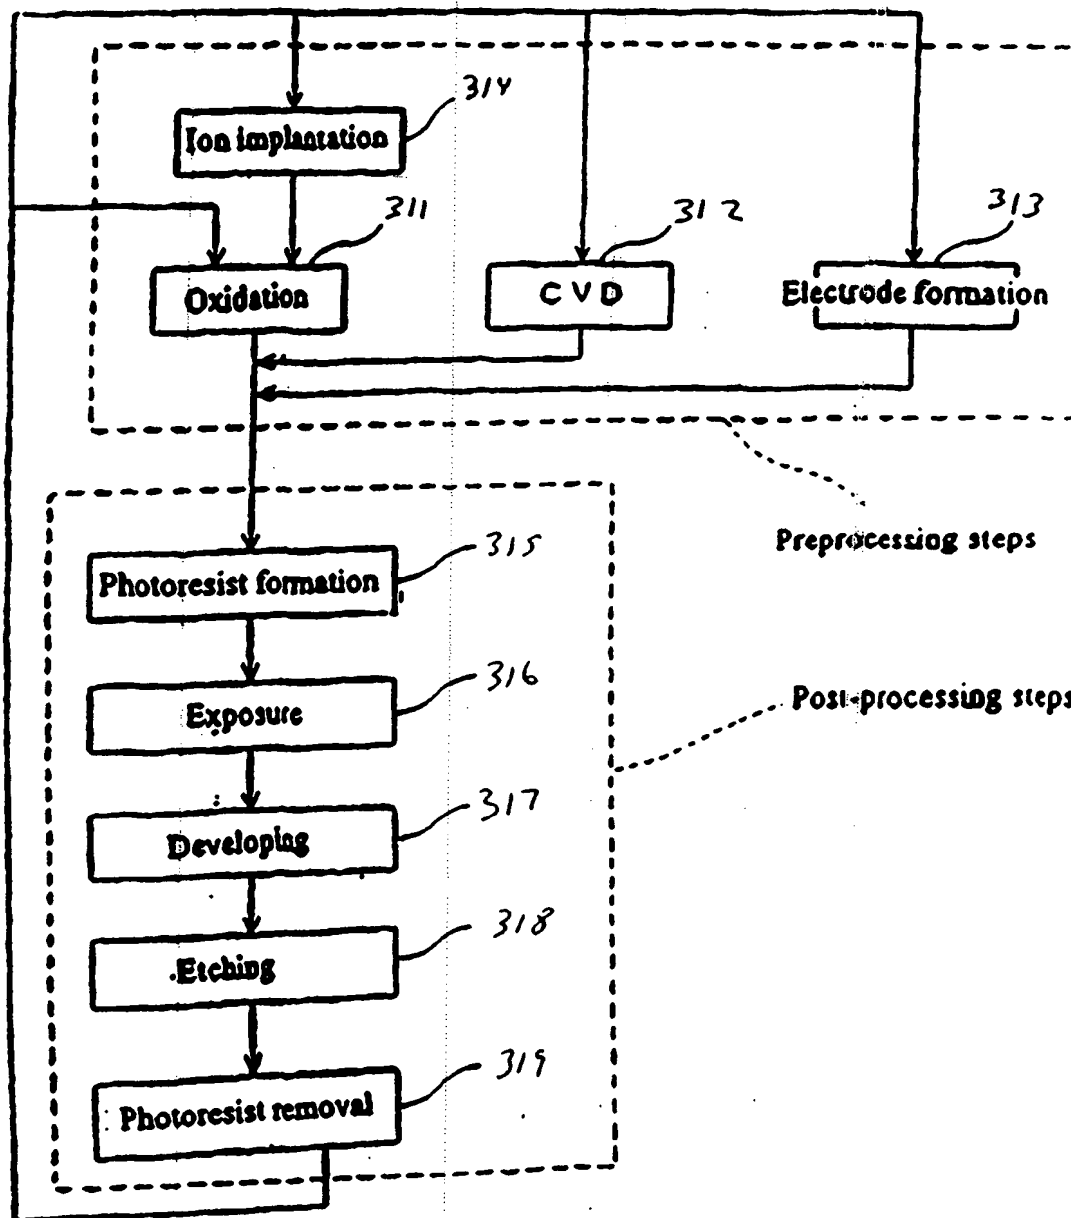 314
Ion implantation
311
312
313
Oxidation
CVD
Electrode formation
Preprocessing steps
315
Photoresist formation
316
Exposure
Post-processing steps
317
Developing
318
Etching
319
Photoresist removal